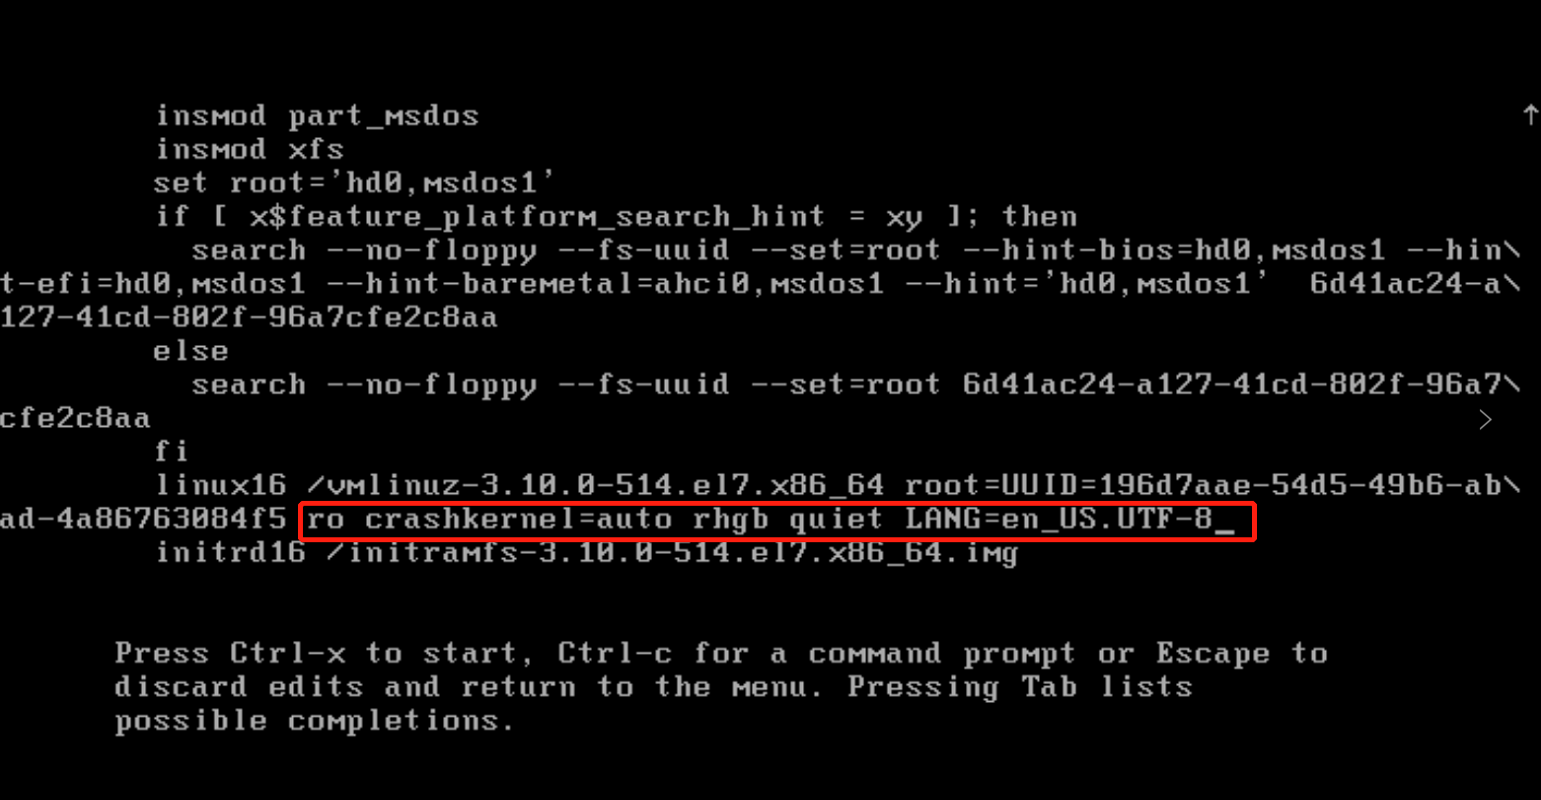 insmod part_msdos
insmod xfs
set root='hd0,msdos1'
if [ x$feature_platform_search_hint = xy ]; then
search --no-floppy --fs-uuid --set=root --hint-bios=hd0,msdos1 --hin\
t-efi=hd0,msdos1 --hint-baremetal=ahci0,msdos1 --hint='hd0,msdos1'  6d41ac24-a\
127-41cd-802f-96a7cfe2c8aa
else
search --no-floppy --fs-uuid --set=root 6d41ac24-a127-41cd-802f-96a7\
cfe2c8aa
fi
linux16 /vmlinuz-3.10.0-514.el7.x86_64 root=UUID=196d7aae-54d5-49b6-ab\
ad-4a86763084f5 ro crashkernel=auto rhgb quiet LANG=en_US.UTF-8_
initrd16 /initramfs-3.10.0-514.el7.x86_64.img
Press Ctrl-x to start, Ctrl-c for a command prompt or Escape to
discard edits and return to the menu. Pressing Tab lists
possible completions.